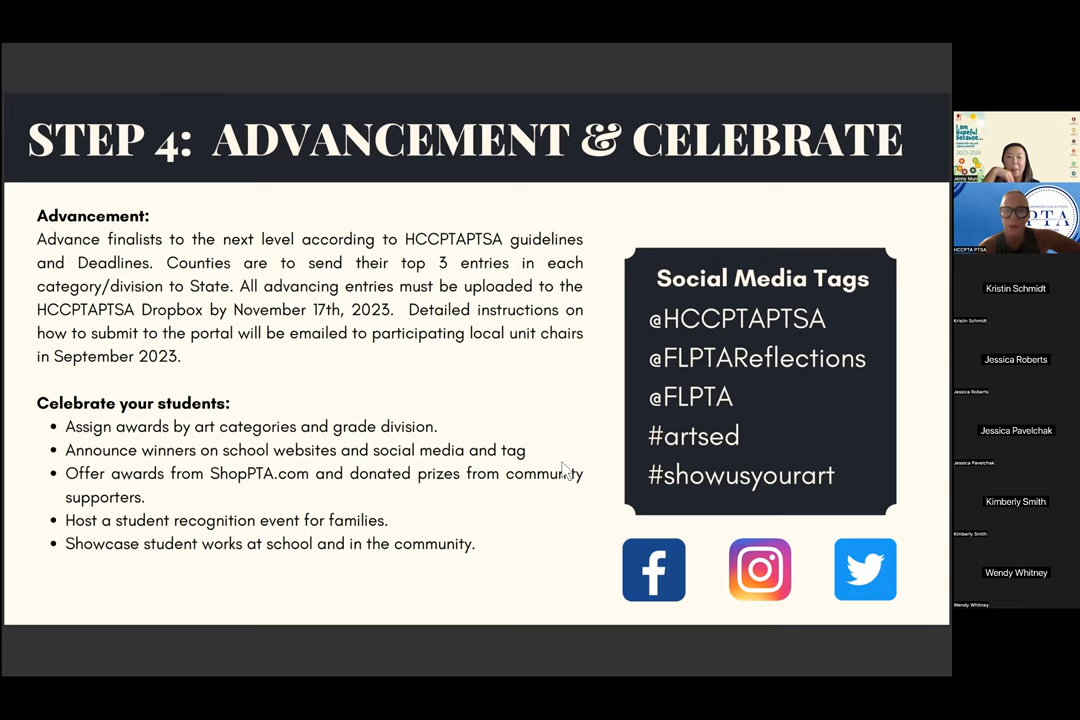 STEP 4: ADVANCEMENT & CELEBRATE
Advancement:
Advance finalists to the next level according to HCCPTAPTSA guidelines
and Deadlines. Counties are to send their top 3 entries in each
category/division to State. All advancing entries must be uploaded to the
HCCPTAPTSA Dropbox by November 17th, 2023. Detailed instructions on
how to submit to the portal will be emailed to participating local unit chairs
in September 2023.
Celebrate your students:
• Assign awards by art categories and grade division.
• Announce winners on school websites and social media and tag
• Offer awards from ShopPTA.com and donated prizes from community
supporters.
• Host a student recognition event for families.
• Showcase student works at school and in the community.
Social Media Tags
@HCCPTAPTSA
@FLPTAReflections
@FLPTA
#artsed
#showusyourart
I am
Hopeful
Because...
2023-2024
Jenny
PTA
HCCPTA PTSA
Kristin Schmidt
Kristin Schmidt
Jessica Roberts
Jessica Roberts
Jessica Pavelchak
Jessica Pavelchak
Kimberly Smith
Kimberly Smith
Wendy Whitney
Wendy Whitney